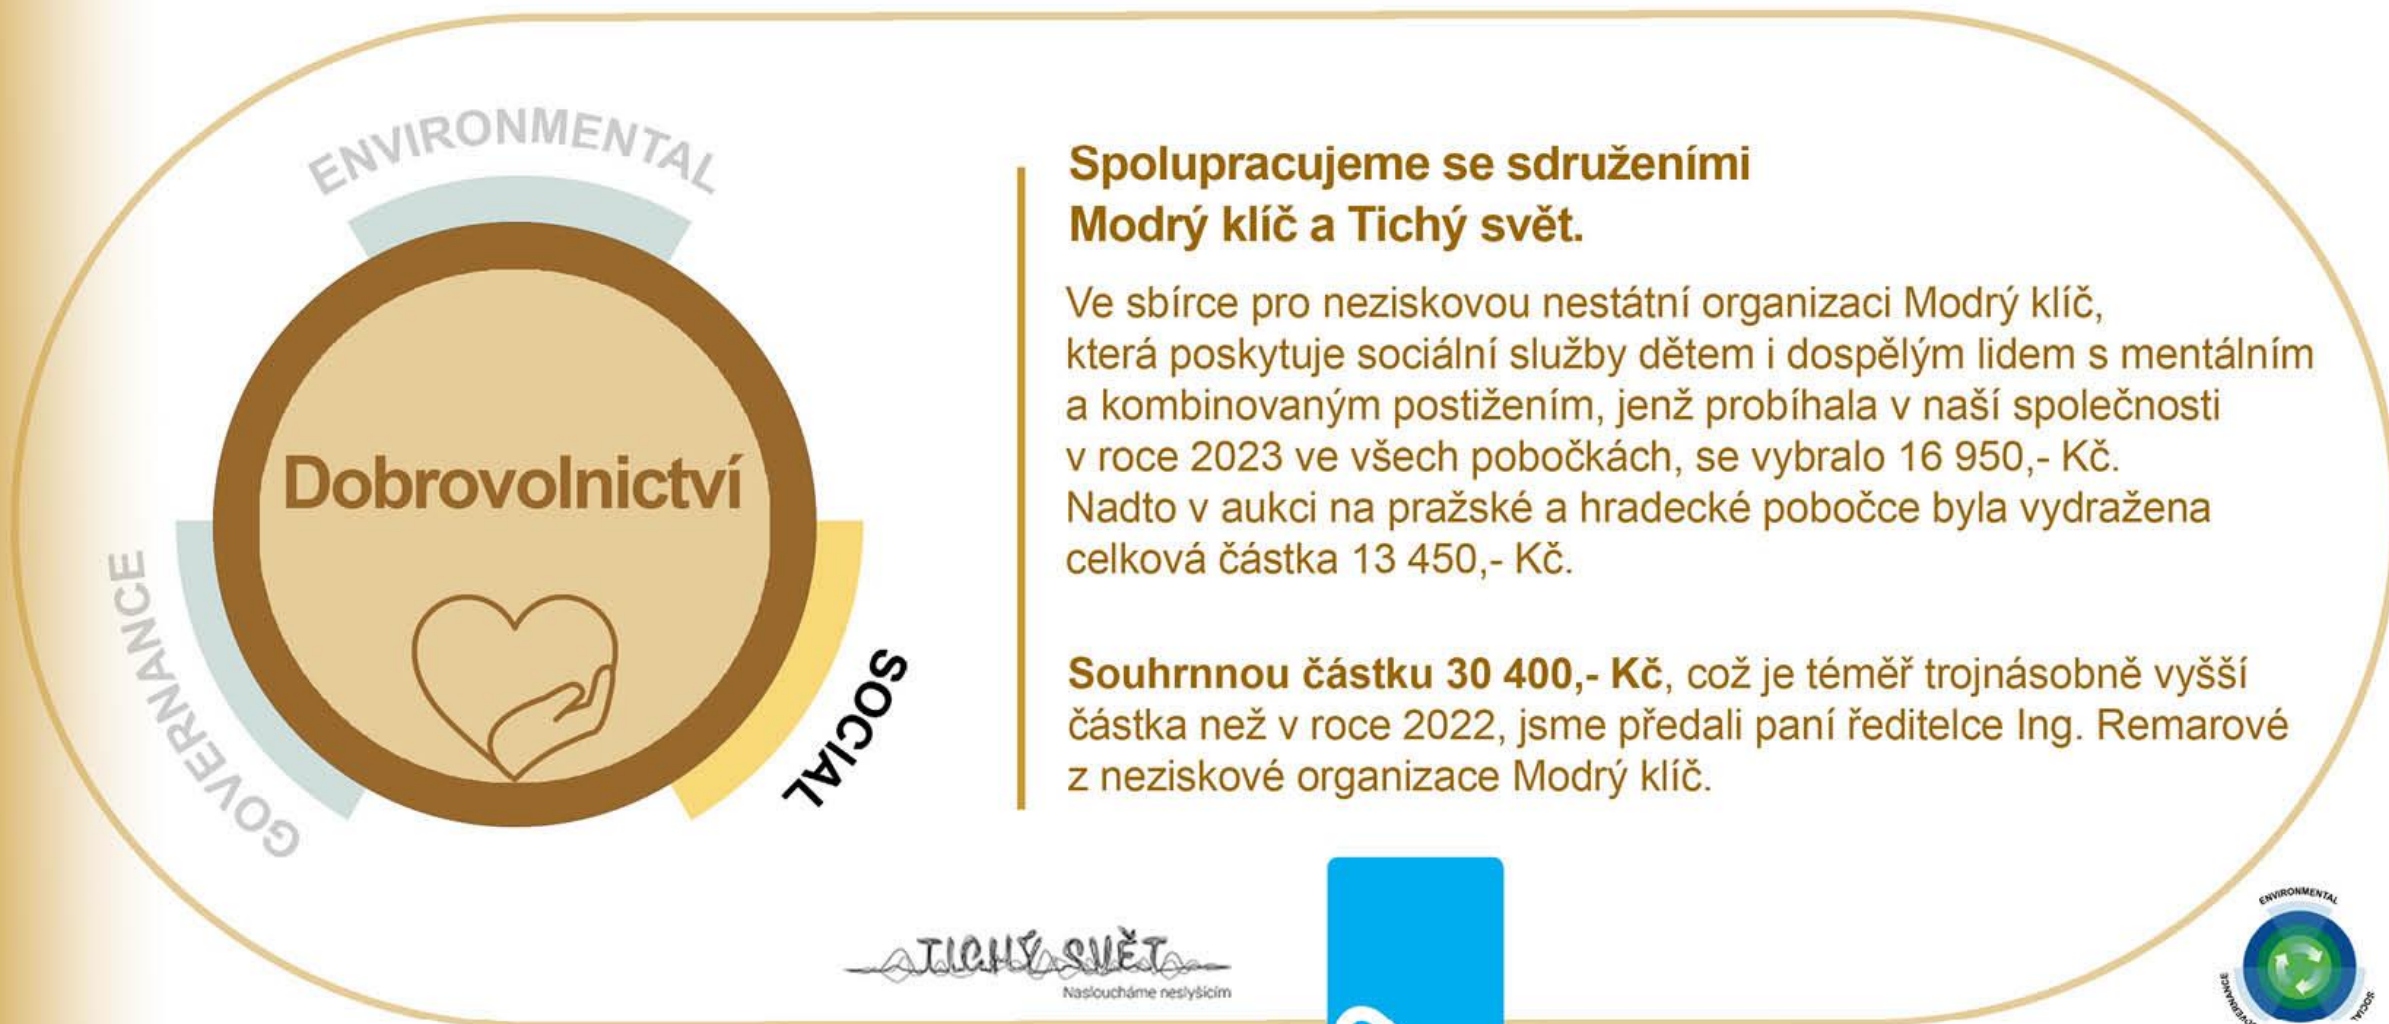 ENVIRONMENTAL
Dobrovolnictví
GOVERNANCE
SOCIAL
Spolupracujeme se sdruženími
Modrý klíč a Tichý svět.
Ve sbírce pro neziskovou nestátní organizaci Modrý klíč,
která poskytuje sociální služby dětem i dospělým lidem s mentálním
a kombinovaným postižením, jenž probíhala v naší společnosti
v roce 2023 ve všech pobočkách, se vybralo 16 950,- Kč.
Nadto v aukci na pražské a hradecké pobočce byla vydražena
celková částka 13 450,- Kč.
Souhrnnou částku 30 400,- Kč, což je téměř trojnásobně vyšší
částka než v roce 2022, jsme předali paní ředitelce Ing. Remarové
z neziskové organizace Modrý klíč.
TICHÝ SVĚT
Nasloucháme neslyšícím
ENVIRONMENTAL
GOVERNANCE
SOCIAL